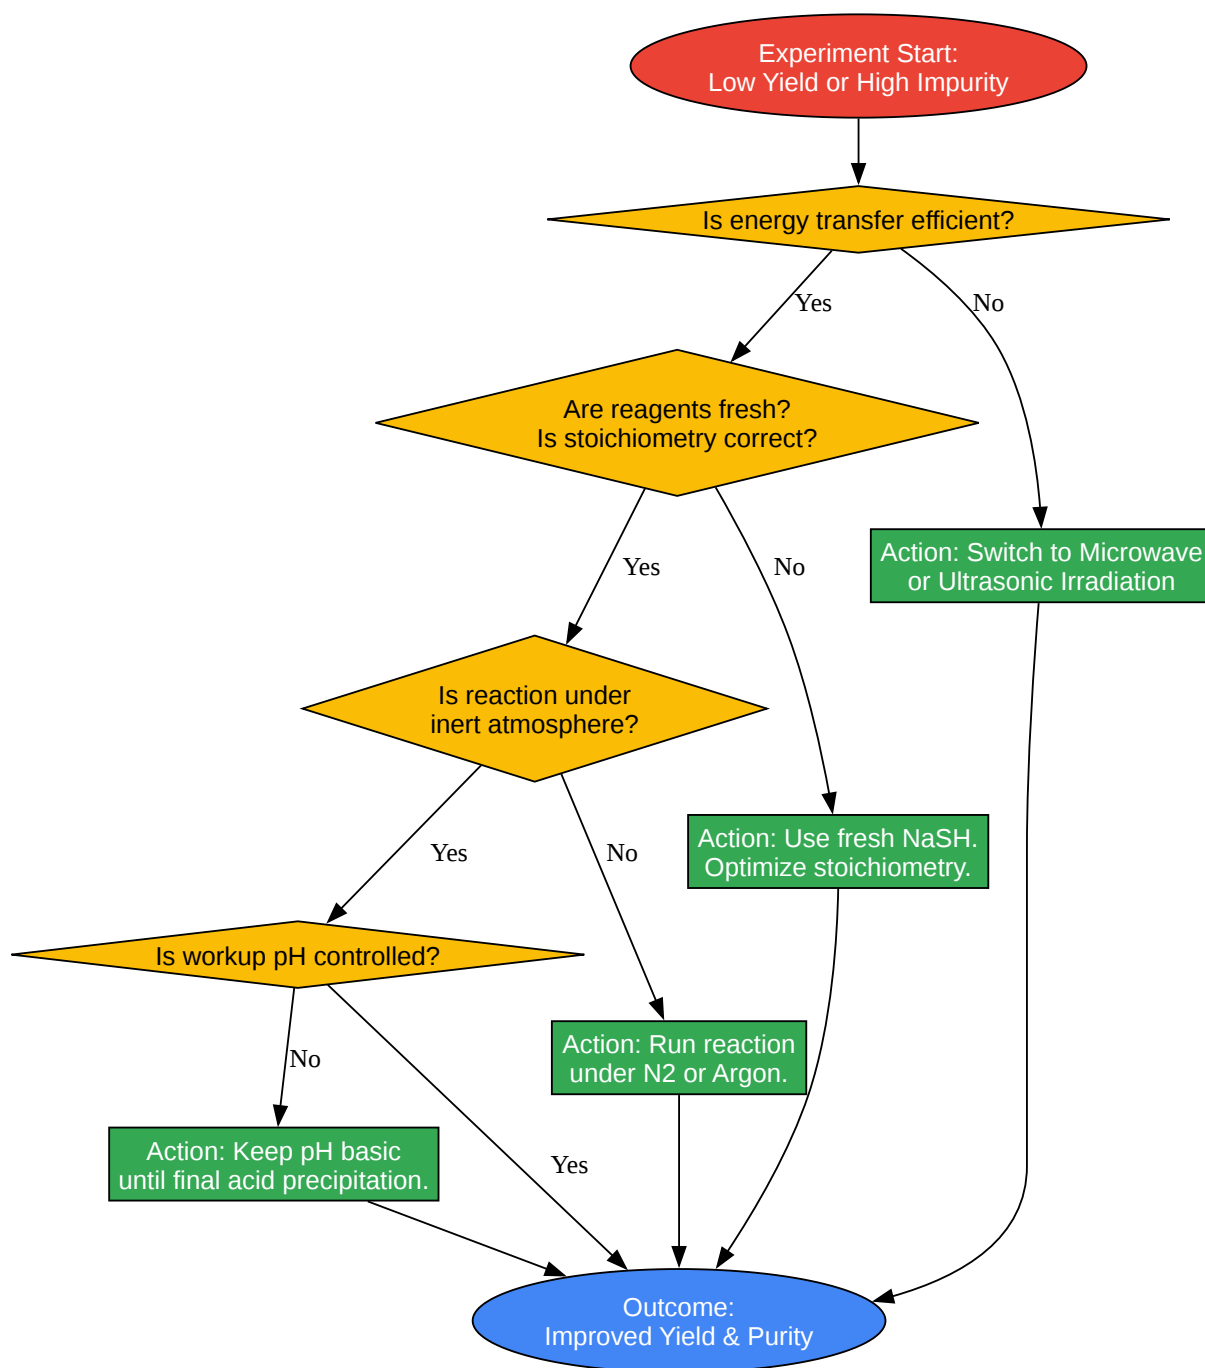 Experiment Start:
Low Yield or High Impurity
Is energy transfer efficient?
Yes
No
Are reagents fresh?
Is stoichiometry correct?
Action: Switch to Microwave
or Ultrasonic Irradiation
Yes
No
Is reaction under
inert atmosphere?
Action: Use fresh NaSH.
Optimize stoichiometry.
Yes
No
Is workup pH controlled?
Action: Run reaction
under N2 or Argon.
No
Yes
Action: Keep pH basic
until final acid precipitation.
Outcome:
Improved Yield & Purity